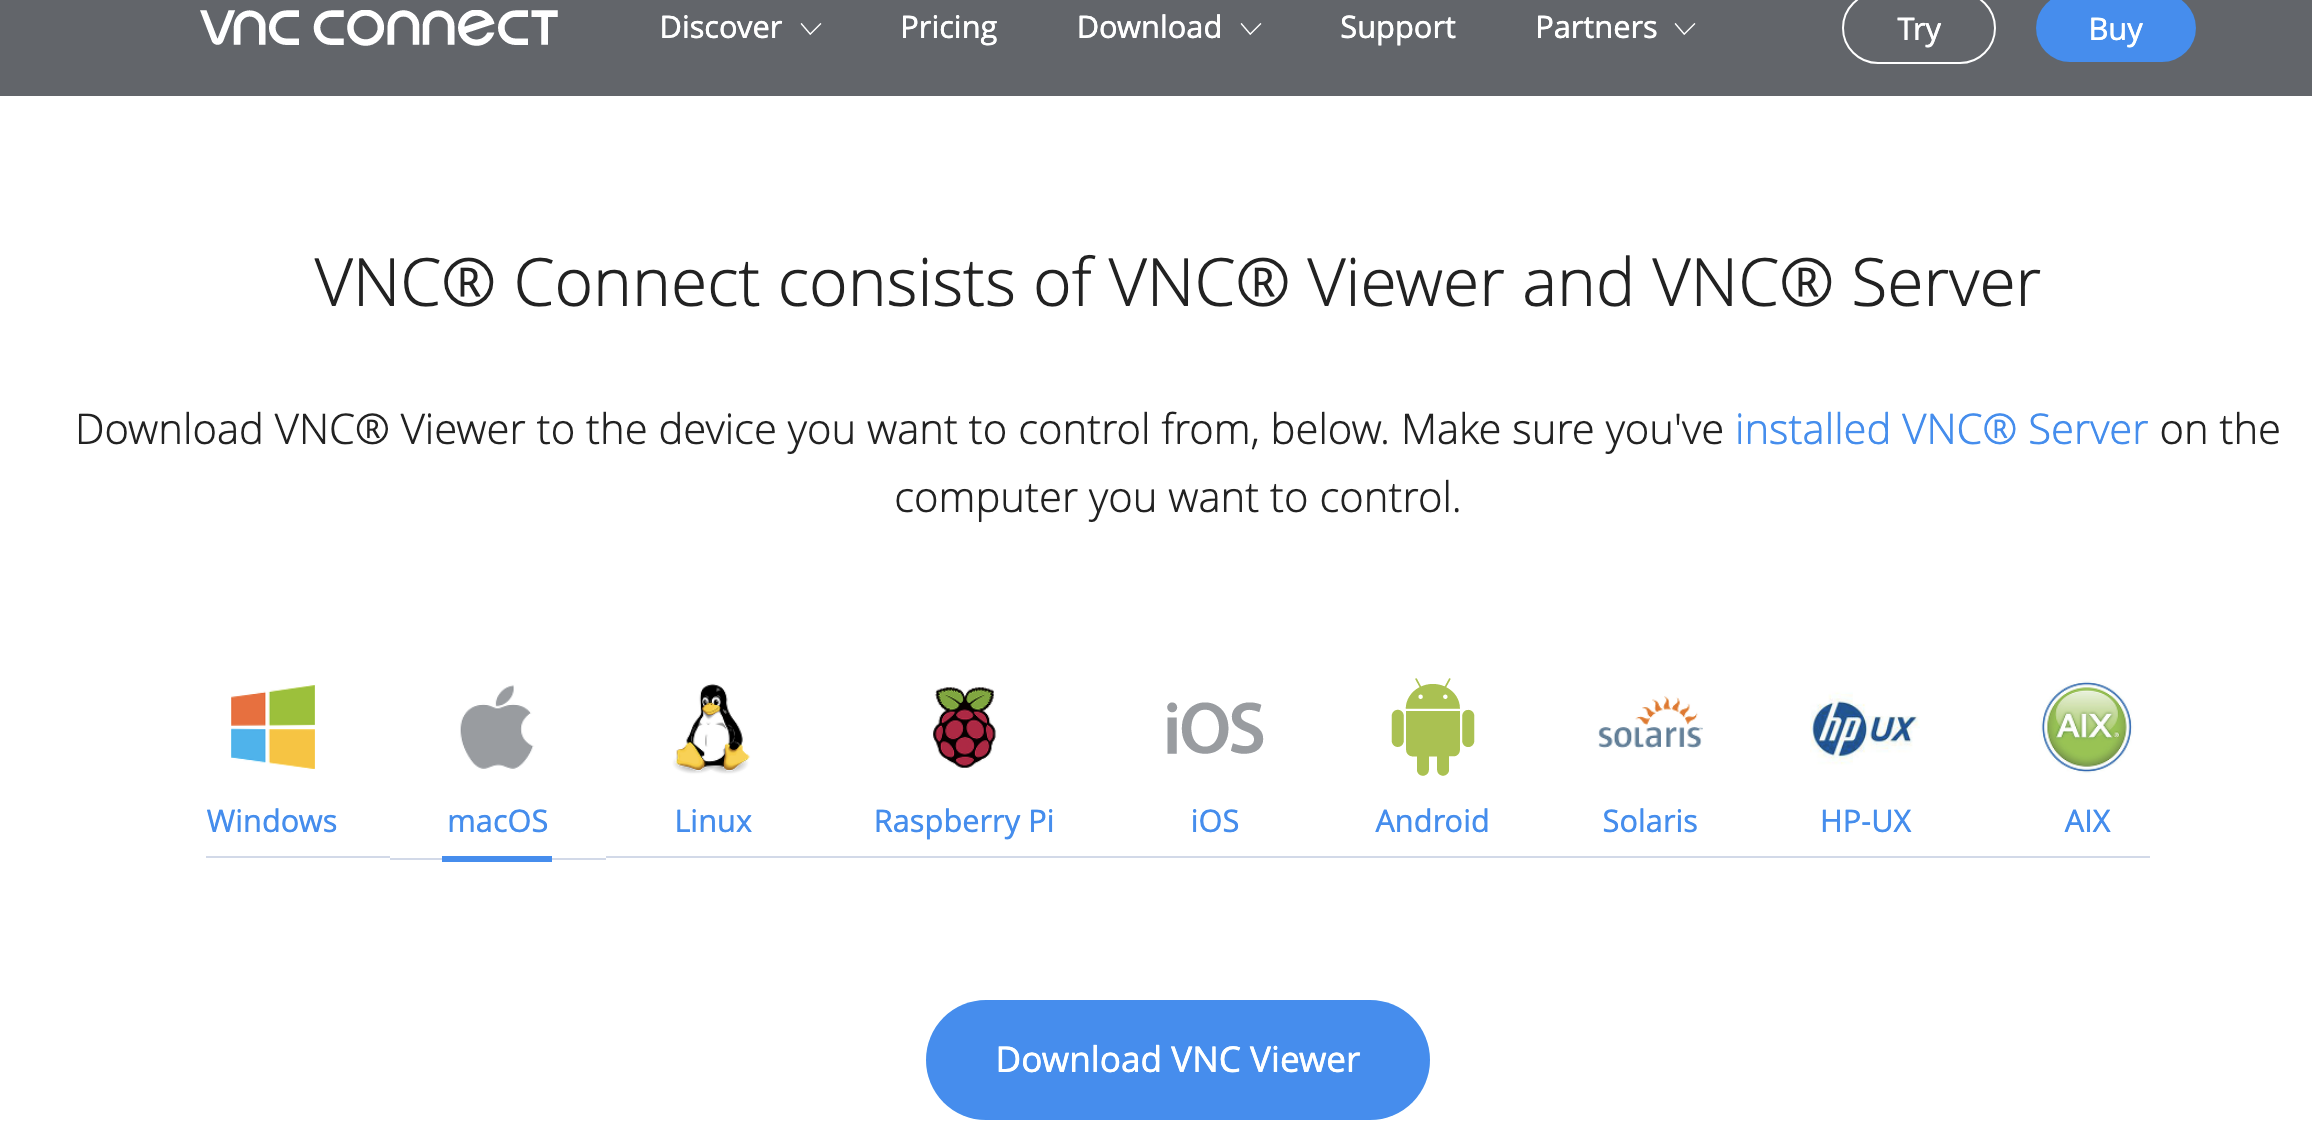 vnc connect
Discover Pricing Download Support Partners Try Buy
VNC® Connect consists of VNC® Viewer and VNC® Server
Download VNC® Viewer to the device you want to control from, below. Make sure you've installed VNC® Server on the
computer you want to control.
iOS solaris hp UX AIX
Windows macOS Linux Raspberry Pi iOS Android Solaris HP-UX AIX
Download VNC Viewer